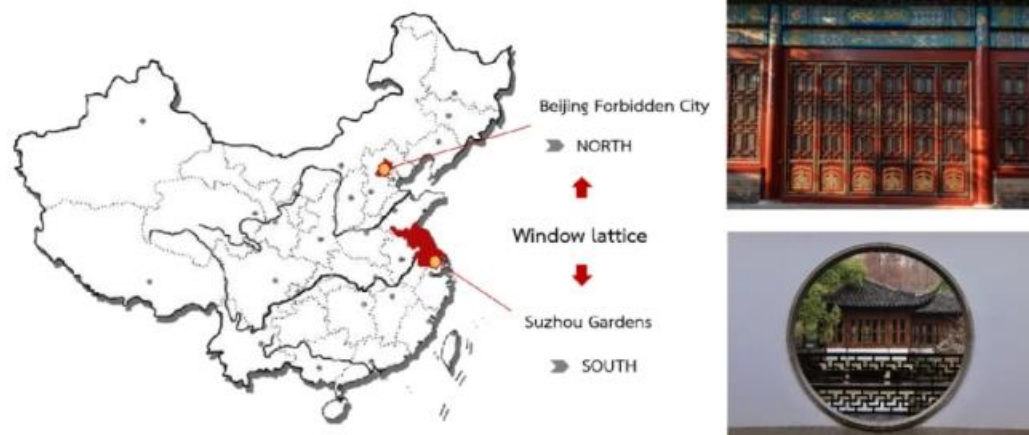 Beijing Forbidden City
NORTH
Window lattice
Suzhou Gardens
SOUTH